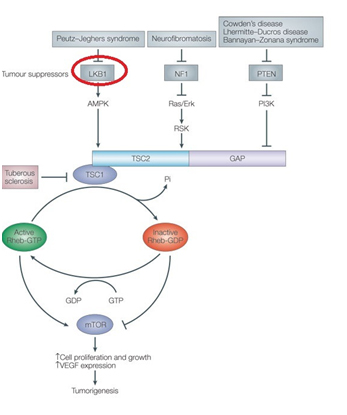 Cowden's disease
Lhermitte–Ducros disease
Bannayan–Zonana syndrome
Peutz–Jeghers syndrome
Neurofibromatosis
Tumour suppressors
LKB1
NF1
PTEN
AMPK
Ras/Erk
PI3K
RSK
TSC2
GAP
TSC1
Tuberous
sclerosis
Pi
Active
Rheb-GTP
Inactive
Rheb-GDP
GDP
GTP
mTOR
↑Cell proliferation and growth
↑VEGF expression
Tumorigenesis